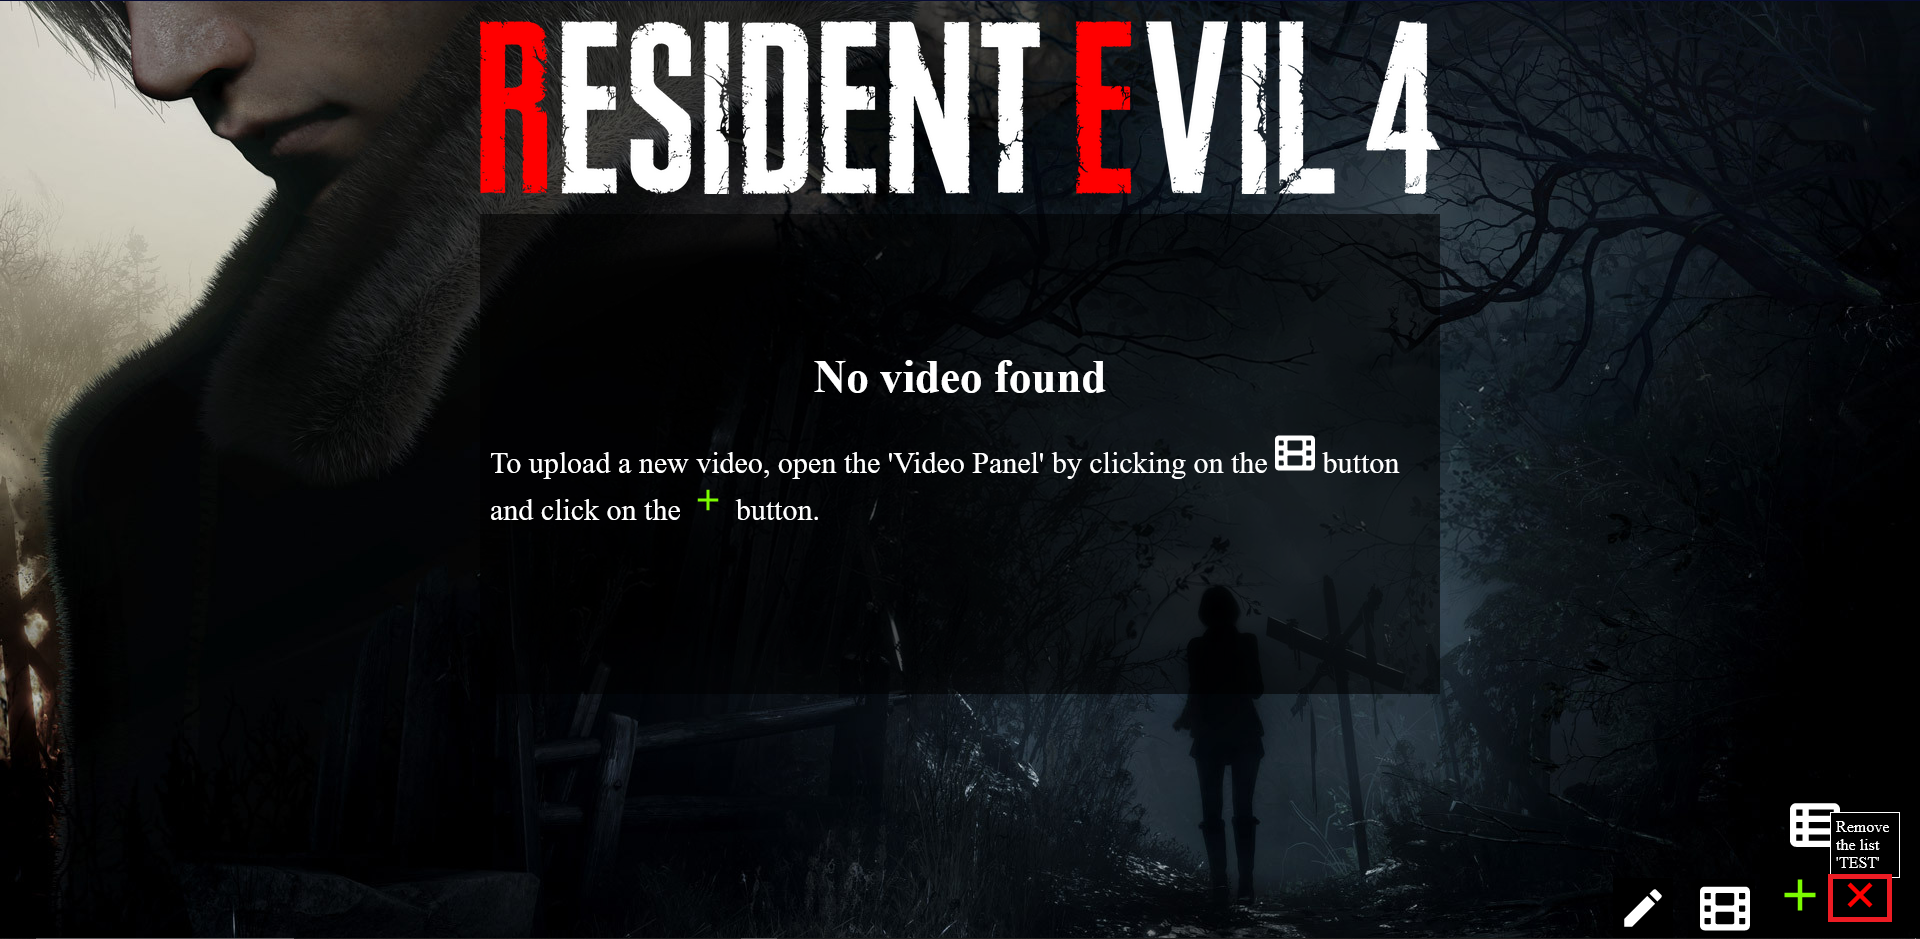 RESIDENT EVIL 4
No video found
To upload a new video, open the 'Video Panel' by clicking on the button
and click on the + button.
Remove
the list
'TEST'